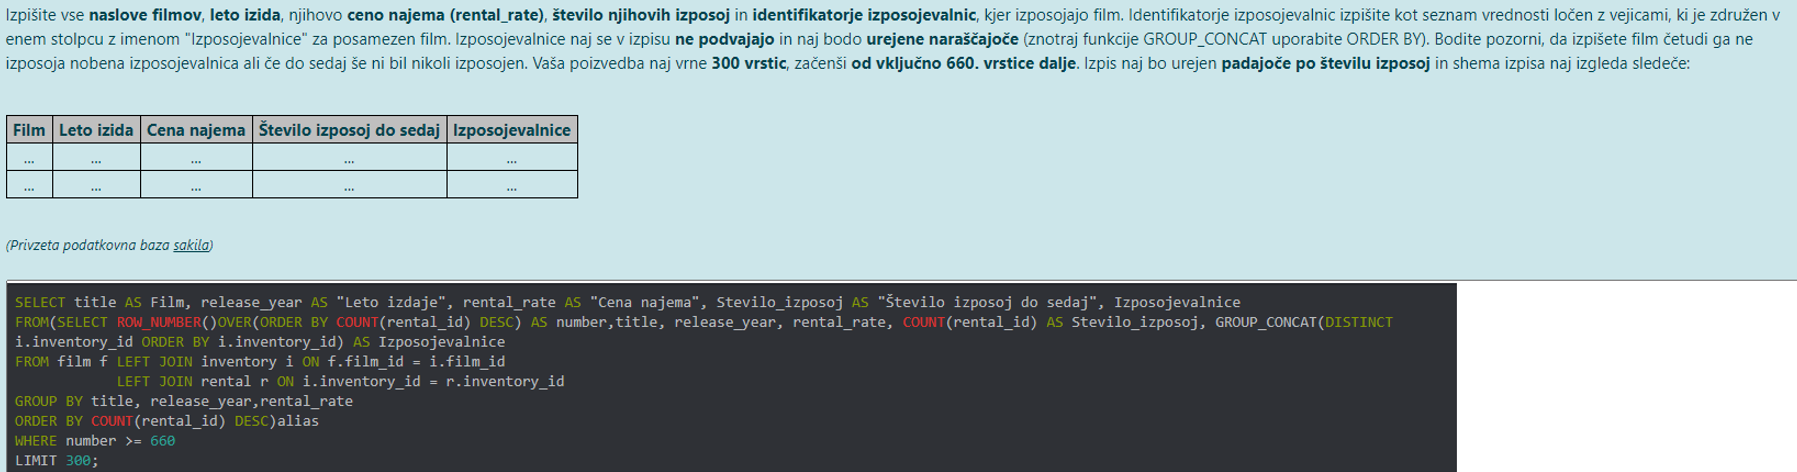 Izpišite vse naslove filmov, leto izida, njihovo ceno najema (rental_rate), število njihovih izposoj in identifikatorje izposojevalnic, kjer izposojajo film. Identifikatorje izposojevalnic izpišite kot seznam vrednosti ločen z vejicami, ki je združen v
enem stolpcu z imenom "Izposojevalnice" za posamezen film. Izposojevalnice naj se v izpisu ne podvajajo in naj bodo urejene naraščajoče (znotraj funkcije GROUP_CONCAT uporabite ORDER BY). Bodite pozorni, da izpišete film četudi ga ne
izposoja nobena izposojevalnica ali če do sedaj še ni bil nikoli izposojen. Vaša poizvedba naj vrne 300 vrstic, začenši od vključno 660. vrstice dalje. Izpis naj bo urejen padajoče po številu izposoj in shema izpisa naj izgleda sledeče:
Film Leto izida Cena najema Število izposoj do sedaj Izposojevalnice
... ... ... ... ...
... ... ... ... ...
(Privzeta podatkovna baza sakila)
SELECT title AS Film, release_year AS "Leto izdaje", rental_rate AS "Cena najema", Stevilo_izposoj AS "Število izposoj do sedaj", Izposojevalnice
FROM(SELECT ROW_NUMBER()OVER(ORDER BY COUNT(rental_id) DESC) AS number,title, release_year, rental_rate, COUNT(rental_id) AS Stevilo_izposoj, GROUP_CONCAT(DISTINCT
i.inventory_id ORDER BY i.inventory_id) AS Izposojevalnice
FROM film f LEFT JOIN inventory i ON f.film_id = i.film_id
LEFT JOIN rental r ON i.inventory_id = r.inventory_id
GROUP BY title, release_year,rental_rate
ORDER BY COUNT(rental_id) DESC)alias
WHERE number >= 660
LIMIT 300;